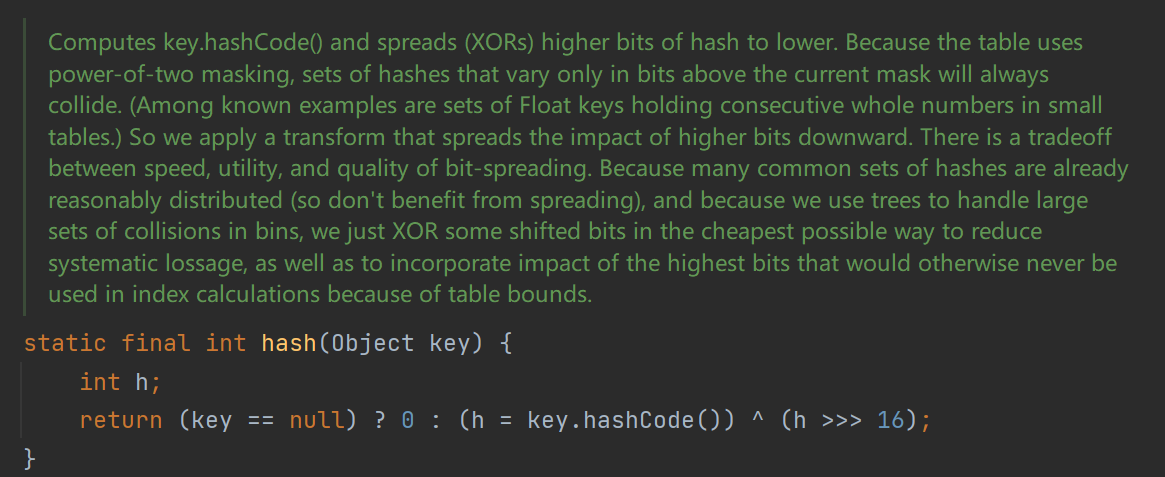 Computes key.hashCode() and spreads (XORs) higher bits of hash to lower. Because the table uses
power-of-two masking, sets of hashes that vary only in bits above the current mask will always
collide. (Among known examples are sets of Float keys holding consecutive whole numbers in small
tables.) So we apply a transform that spreads the impact of higher bits downward. There is a tradeoff
between speed, utility, and quality of bit-spreading. Because many common sets of hashes are already
reasonably distributed (so don't benefit from spreading), and because we use trees to handle large
sets of collisions in bins, we just XOR some shifted bits in the cheapest possible way to reduce
systematic lossage, as well as to incorporate impact of the highest bits that would otherwise never be
used in index calculations because of table bounds.
static final int hash(Object key) {
    int h;
    return (key == null) ? 0 : (h = key.hashCode()) ^ (h >>> 16);
}